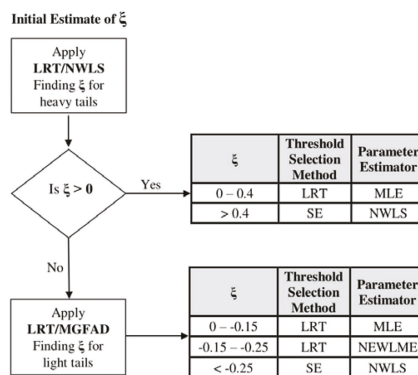 Initial Estimate of ξ
Apply
LRT/NWLS
Finding ξ for
heavy tails
Is ξ > 0
Yes
ξ
Threshold
Selection
Method
Parameter
Estimator
0 – 0.4 LRT MLE
> 0.4 SE NWLS
No
Apply
LRT/MGFAD
Finding ξ for
light tails
ξ
Threshold
Selection
Method
Parameter
Estimator
0 – -0.15 LRT MLE
-0.15 – -0.25 LRT NEWLME
< -0.25 SE NWLS